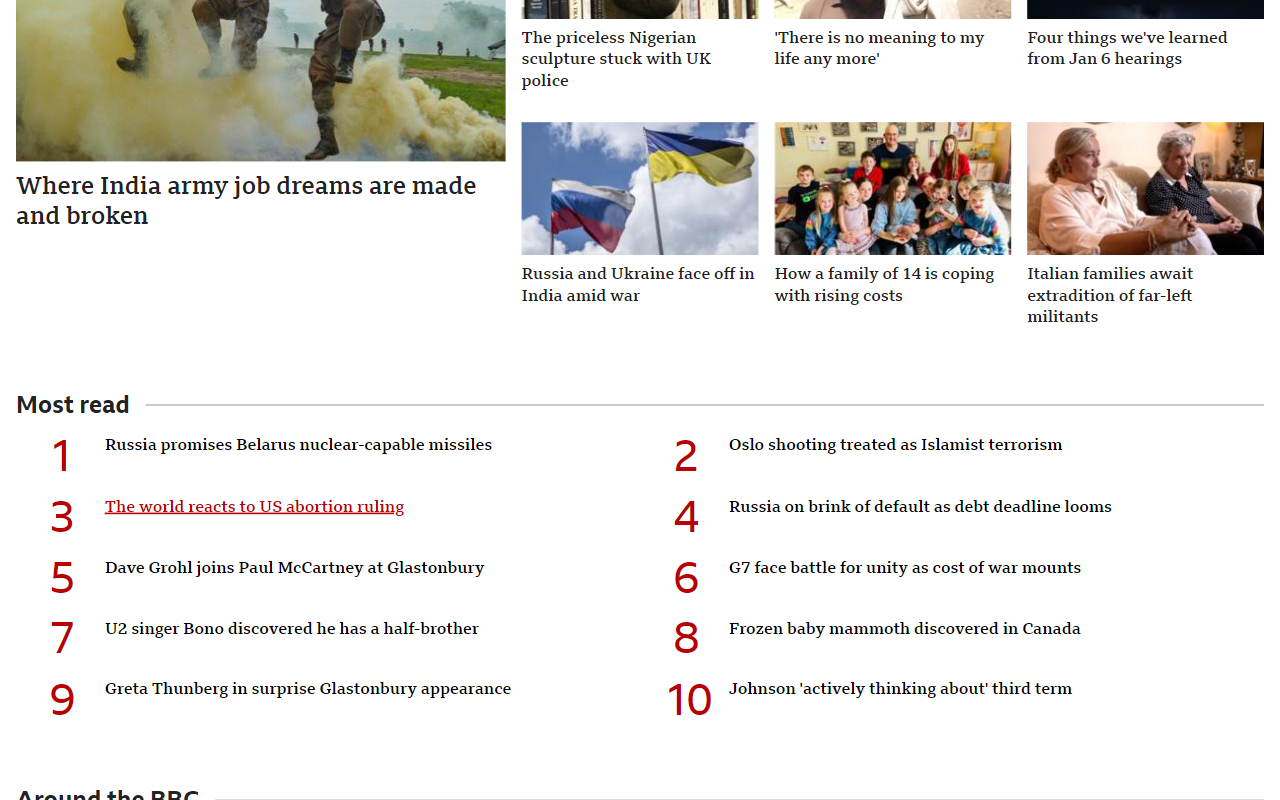 The priceless Nigerian
sculpture stuck with UK
police
'There is no meaning to my
life any more'
Four things we've learned
from Jan 6 hearings
Where India army job dreams are made
and broken
Russia and Ukraine face off in
India amid war
How a family of 14 is coping
with rising costs
Italian families await
extradition of far-left
militants
Most read
1 Russia promises Belarus nuclear-capable missiles
2 Oslo shooting treated as Islamist terrorism
3 The world reacts to US abortion ruling
4 Russia on brink of default as debt deadline looms
5 Dave Grohl joins Paul McCartney at Glastonbury
6 G7 face battle for unity as cost of war mounts
7 U2 singer Bono discovered he has a half-brother
8 Frozen baby mammoth discovered in Canada
9 Greta Thunberg in surprise Glastonbury appearance
10 Johnson 'actively thinking about' third term
Around the BBC